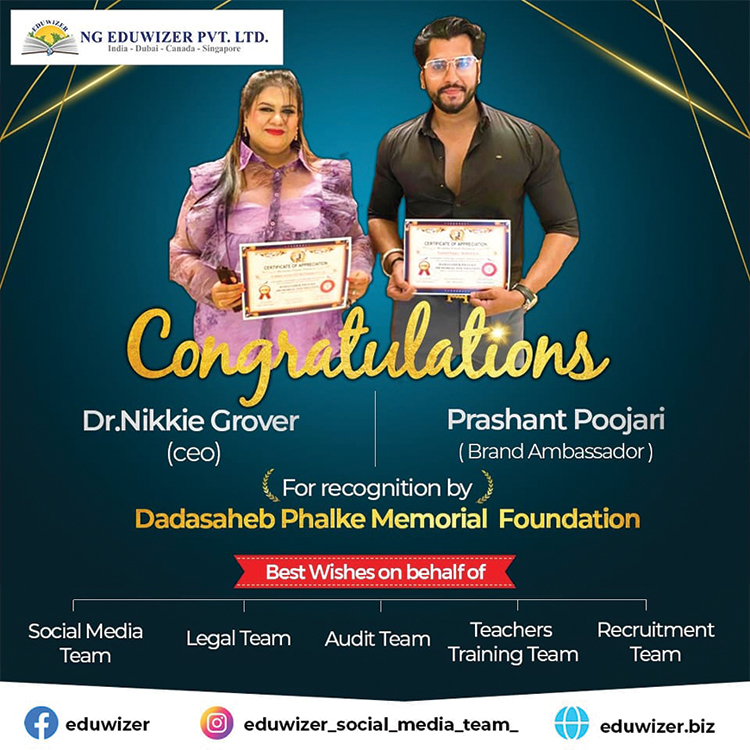 EDUWIZER
NG EDUWIZER PVT. LTD.
India - Dubai - Canada - Singapore
CERTIFICATE OF APPRECIATION
CERTIFICATE OF APPRECIATION
Congratulations
Dr.Nikkie Grover
(ceo)
Prashant Poojari
( Brand Ambassador )
For recognition by
Dadasaheb Phalke Memorial Foundation
Best Wishes on behalf of
Social Media
Team
Legal Team
Audit Team
Teachers
Training Team
Recruitment
Team
eduwizer
eduwizer_social_media_team_
eduwizer.biz